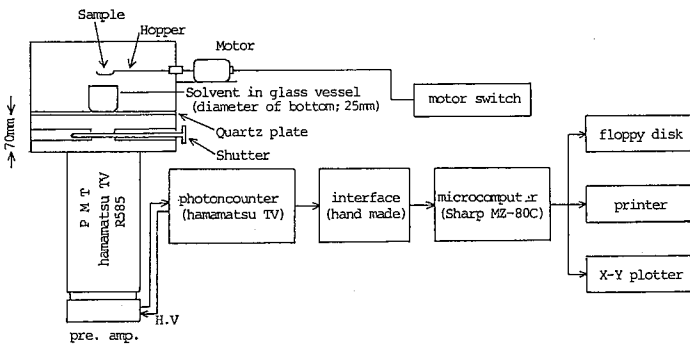 Sample
Hopper
Motor
Solvent in glass vessel
(diameter of bottom; 25mm)
motor switch
70mm
Quartz plate
Shutter
P M T
hamamatsu TV
R585
H.V
pre. amp.
photoncounter
(hamamatsu TV)
interface
(hand made)
microcomputer
(Sharp MZ-80C)
floppy disk
printer
X-Y plotter